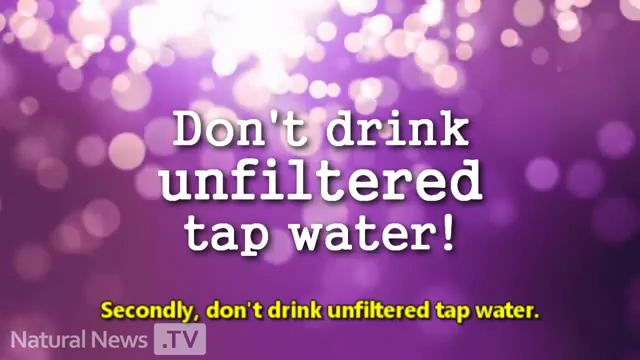 Don't drink
unfiltered
tap water!
Secondly, don't drink unfiltered tap water.
Natural News.TV